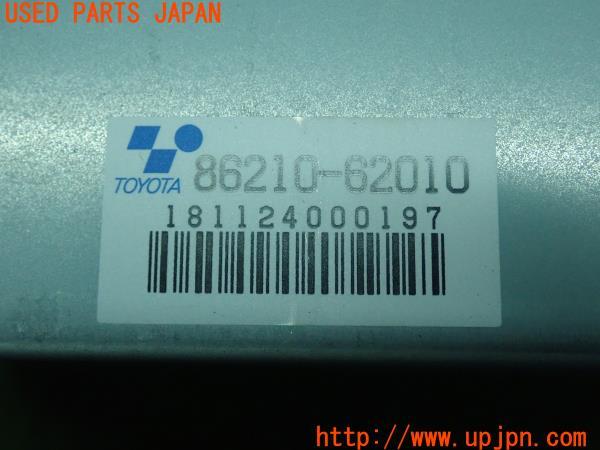 USED PARTS JAPAN
TOYOTA 86210-62010
181124000197
http://www.upjpn.com